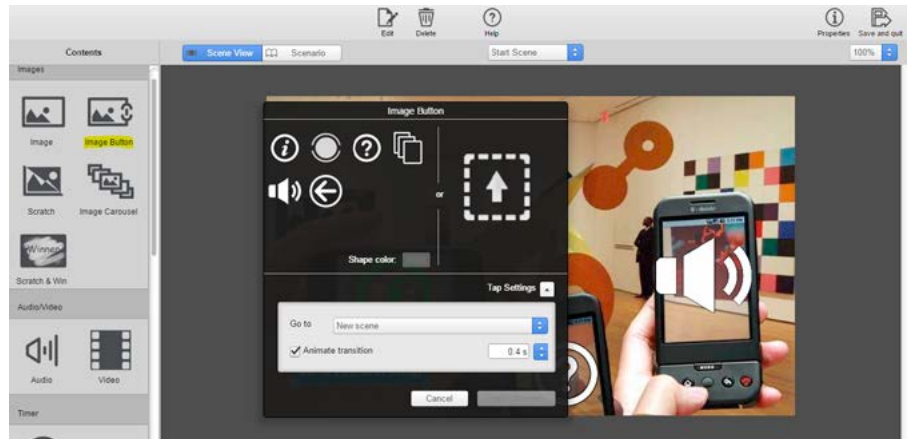 Edit
Delete
Help
Properties
Save and quit
Contents
Scene View
Scenario
Start Scene
100%
Images
Image
Image Button
Scratch
Image Carousel
Winner
Scratch & Win
Audio/Video
Audio
Video
Timer
Image Button
or
Shape color:
Tap Settings
Go to
New scene
Animate transition
0.4 s
Cancel